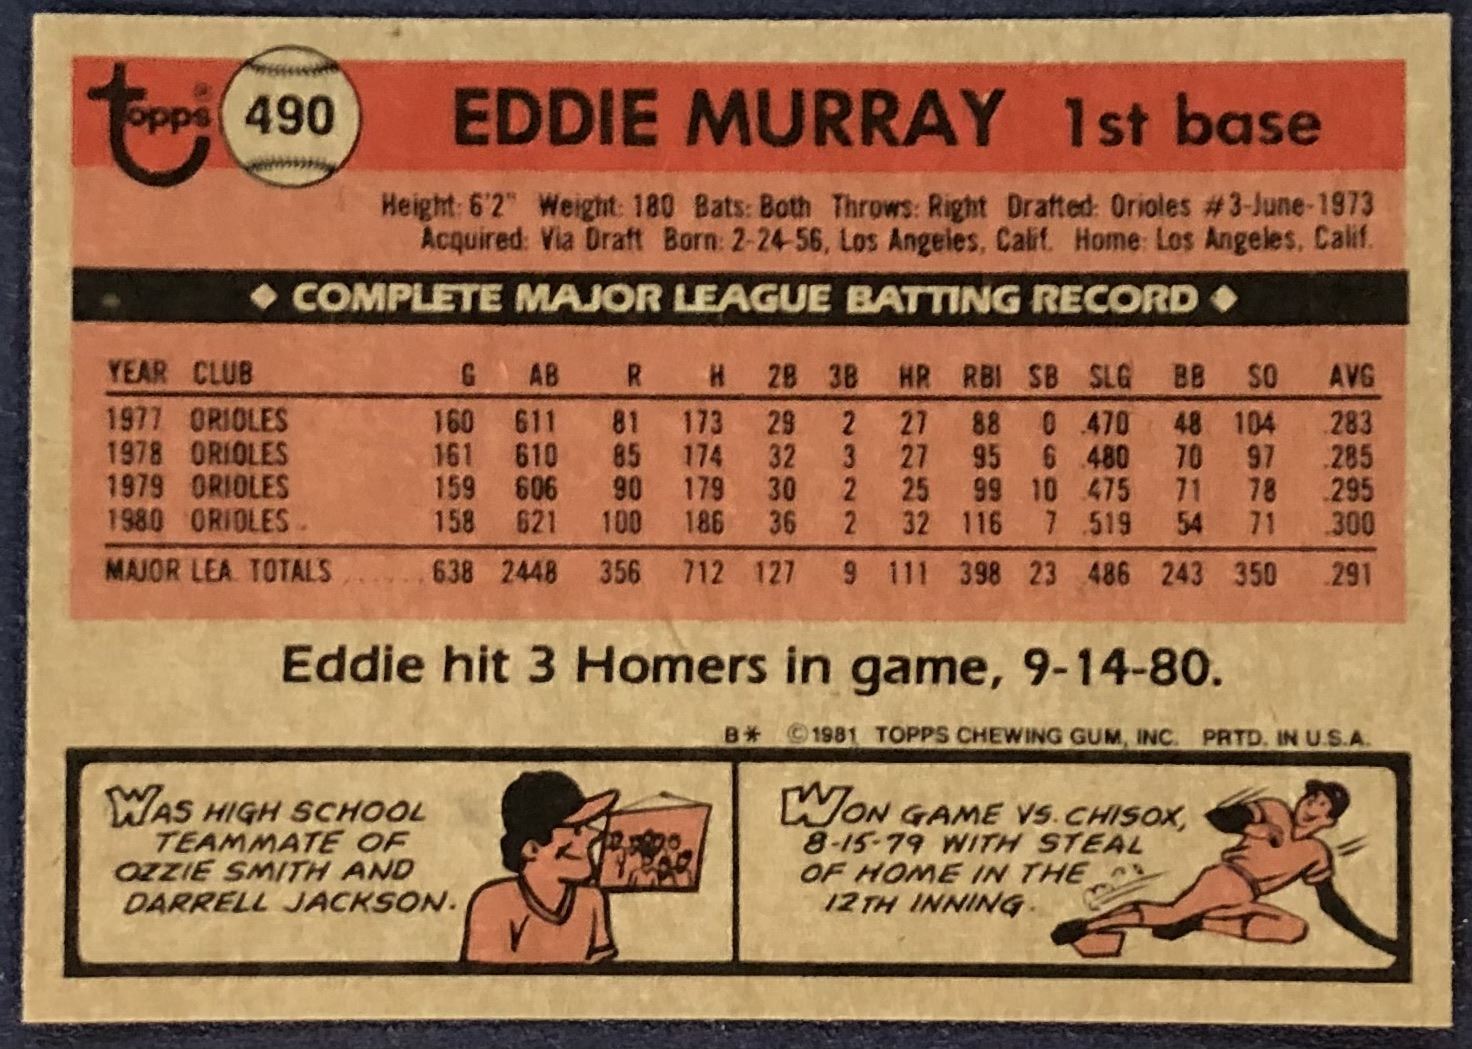 topps® 490 EDDIE MURRAY 1st base
Height: 6'2" Weight: 180 Bats: Both Throws: Right Drafted: Orioles #3-June-1973
Acquired: Via Draft Born: 2-24-56, Los Angeles, Calif. Home: Los Angeles, Calif.
◆ COMPLETE MAJOR LEAGUE BATTING RECORD ◆
YEAR CLUB G AB R H 2B 3B HR RBI SB SLG BB SO AVG
1977 ORIOLES 160 611 81 173 29 2 27 88 0 .470 48 104 .283
1978 ORIOLES 161 610 85 174 32 3 27 95 6 .480 70 97 .285
1979 ORIOLES 159 606 90 179 30 2 25 99 10 .475 71 78 .295
1980 ORIOLES 158 621 100 186 36 2 32 116 7 .519 54 71 .300
MAJOR LEA. TOTALS ...... 638 2448 356 712 127 9 111 398 23 .486 243 350 .291
Eddie hit 3 Homers in game, 9-14-80.
B* ©1981 TOPPS CHEWING GUM, INC. PRTD. IN U.S.A.
WAS HIGH SCHOOL
TEAMMATE OF
OZZIE SMITH AND
DARRELL JACKSON.
WON GAME VS. CHISOX,
8-15-79 WITH STEAL
OF HOME IN THE
12TH INNING.